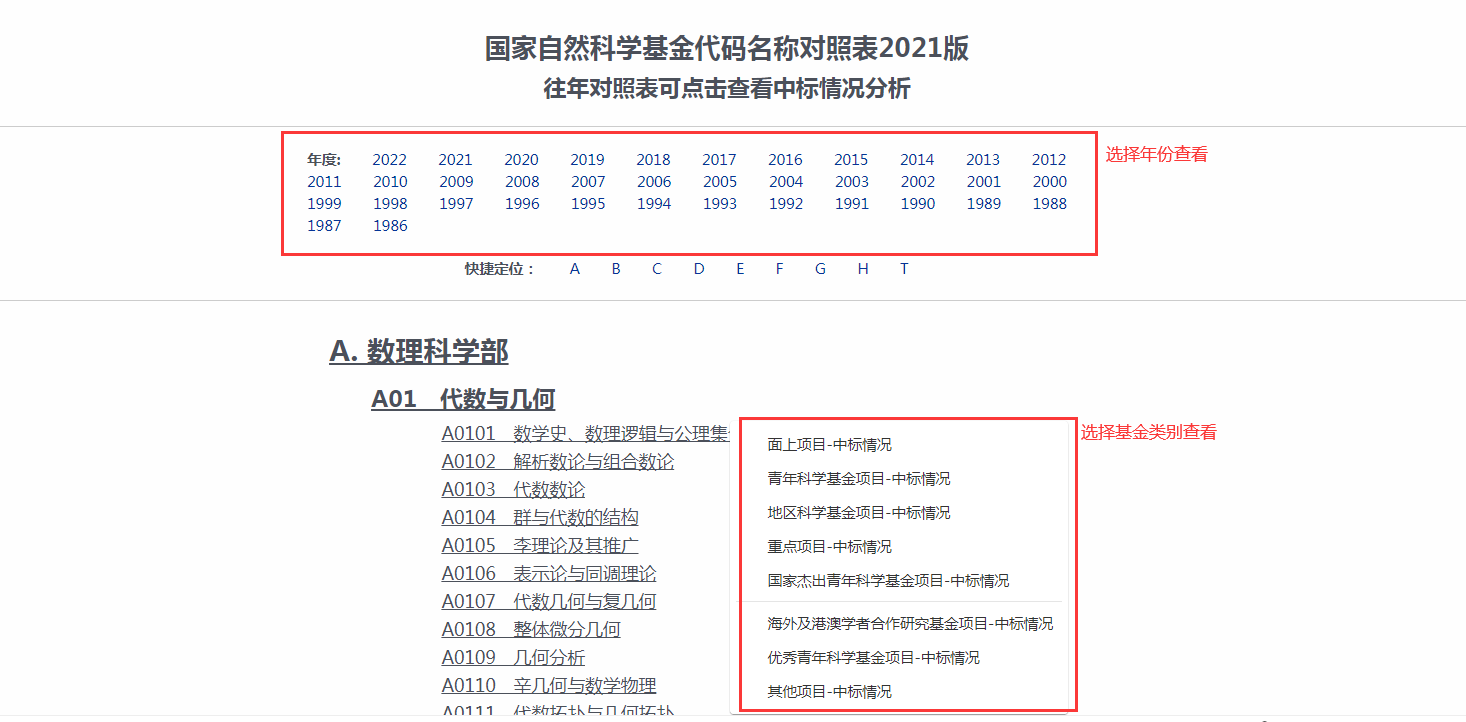 国家自然科学基金代码名称对照表2021版
往年对照表可点击查看中标情况分析
年度: 2022 2021 2020 2019 2018 2017 2016 2015 2014 2013 2012
2011 2010 2009 2008 2007 2006 2005 2004 2003 2002 2001 2000
1999 1998 1997 1996 1995 1994 1993 1992 1991 1990 1989 1988
1987 1986
选择年份查看
快捷定位： A B C D E F G H T
A. 数理科学部
A01 代数与几何
A0101 数学史、数理逻辑与公理集
A0102 解析数论与组合数论
A0103 代数数论
A0104 群与代数的结构
A0105 李理论及其推广
A0106 表示论与同调理论
A0107 代数几何与复几何
A0108 整体微分几何
A0109 几何分析
A0110 辛几何与数学物理
A0111 代数拓扑与几何拓扑
面上项目-中标情况
青年科学基金项目-中标情况
地区科学基金项目-中标情况
重点项目-中标情况
国家杰出青年科学基金项目-中标情况
海外及港澳学者合作研究基金项目-中标情况
优秀青年科学基金项目-中标情况
其他项目-中标情况
选择基金类别查看